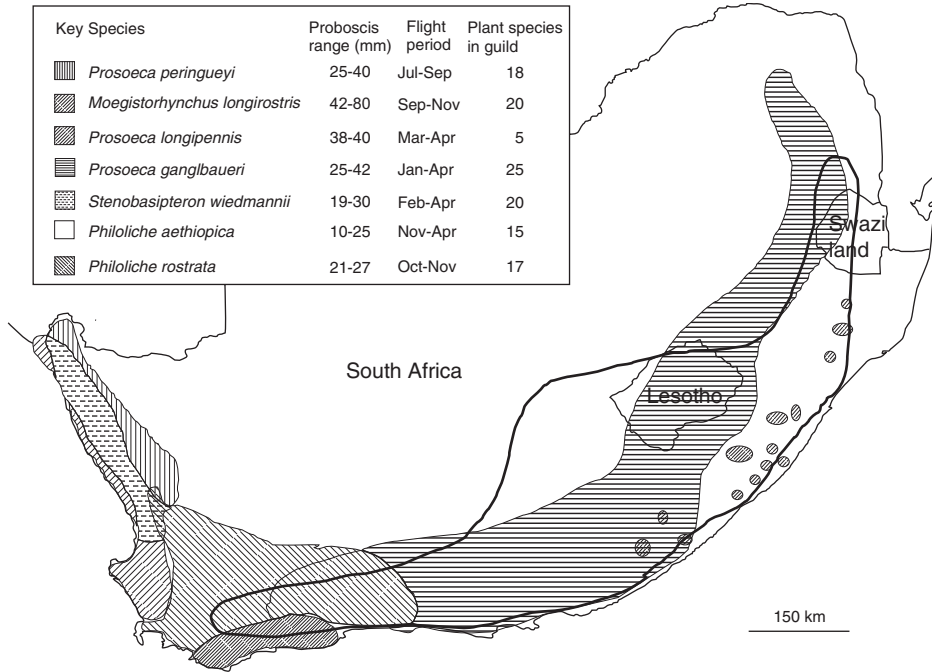 Key Species Proboscis range (mm) Flight period Plant species in guild
Prosoeca peringueyi 25-40 Jul-Sep 18
Moegistorhynchus longirostris 42-80 Sep-Nov 20
Prosoeca longipennis 38-40 Mar-Apr 5
Prosoeca ganglbaueri 25-42 Jan-Apr 25
Stenobasipteron wiedmannii 19-30 Feb-Apr 20
Philoliche aethiopica 10-25 Nov-Apr 15
Philoliche rostrata 21-27 Oct-Nov 17
Swazi
land
South Africa
Lesotho
150 km